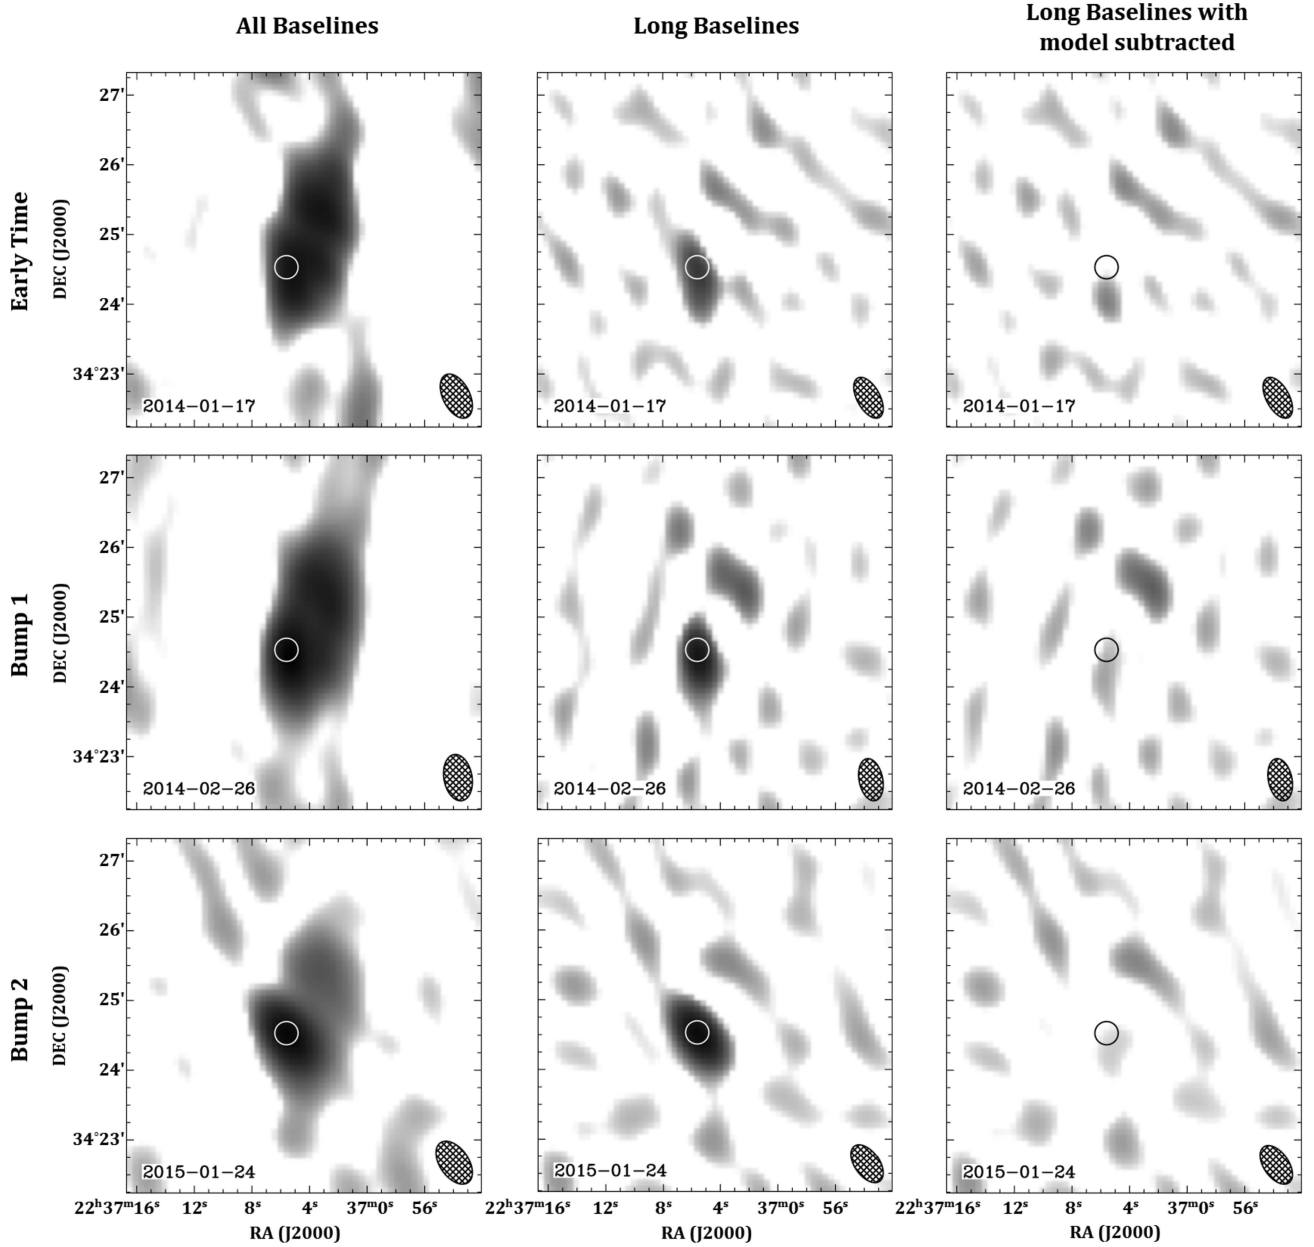 All Baselines
Long Baselines
Long Baselines with
model subtracted
Early Time
DEC (J2000)
27'
26'
25'
24'
34°23'
2014-01-17
2014-01-17
2014-01-17
Bump 1
DEC (J2000)
27'
26'
25'
24'
34°23'
2014-02-26
2014-02-26
2014-02-26
Bump 2
DEC (J2000)
27'
26'
25'
24'
34°23'
2015-01-24
2015-01-24
2015-01-24
22ʰ37ᵐ16ˢ 12ˢ 8ˢ 4ˢ 37ᵐ0ˢ 56ˢ
22ʰ37ᵐ16ˢ 12ˢ 8ˢ 4ˢ 37ᵐ0ˢ 56ˢ
22ʰ37ᵐ16ˢ 12ˢ 8ˢ 4ˢ 37ᵐ0ˢ 56ˢ
RA (J2000)
RA (J2000)
RA (J2000)